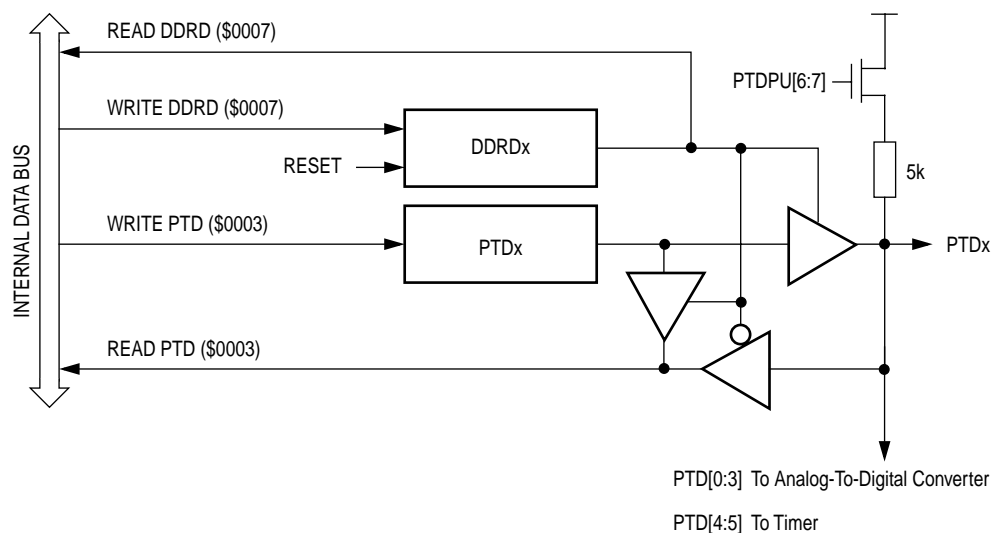 READ DDRD ($0007)
PTDPU[6:7]
WRITE DDRD ($0007)
DDRDx
RESET
5k
INTERNAL DATA BUS
WRITE PTD ($0003)
PTDx
PTDx
READ PTD ($0003)
PTD[0:3] To Analog-To-Digital Converter
PTD[4:5] To Timer